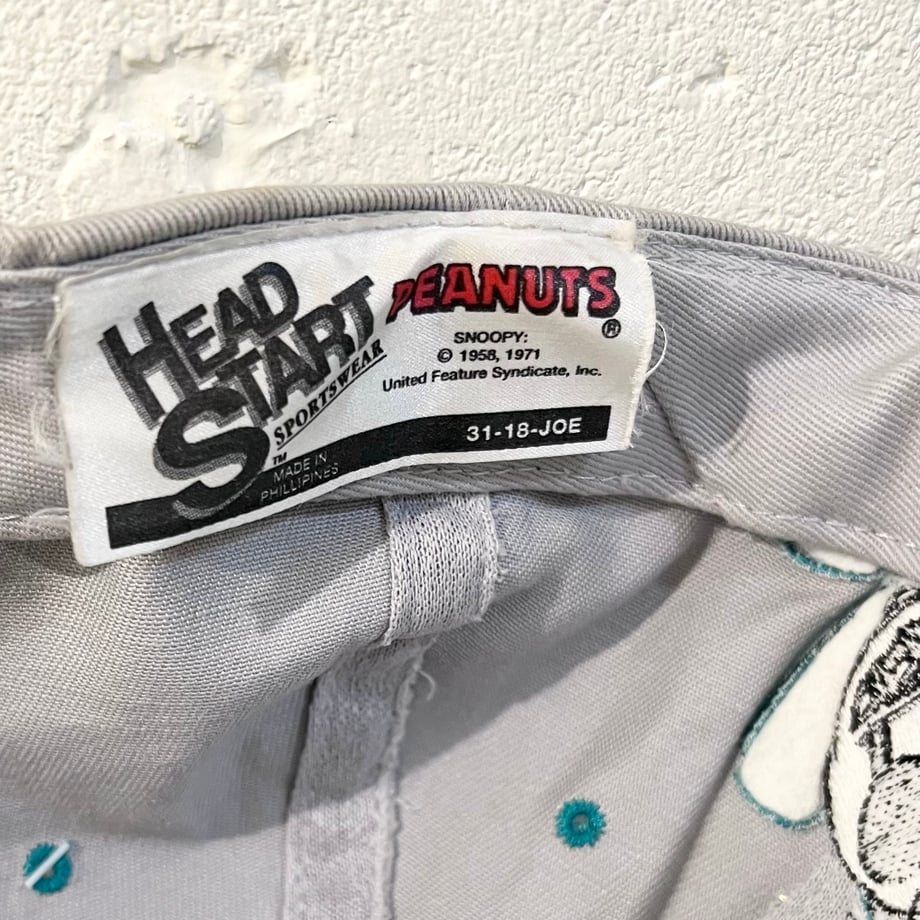 HEAD
START
SPORTSWEAR
TM
MADE IN
PHILLIPINES
PEANUTS
®
SNOOPY:
© 1958, 1971
United Feature Syndicate, Inc.
31-18-JOE